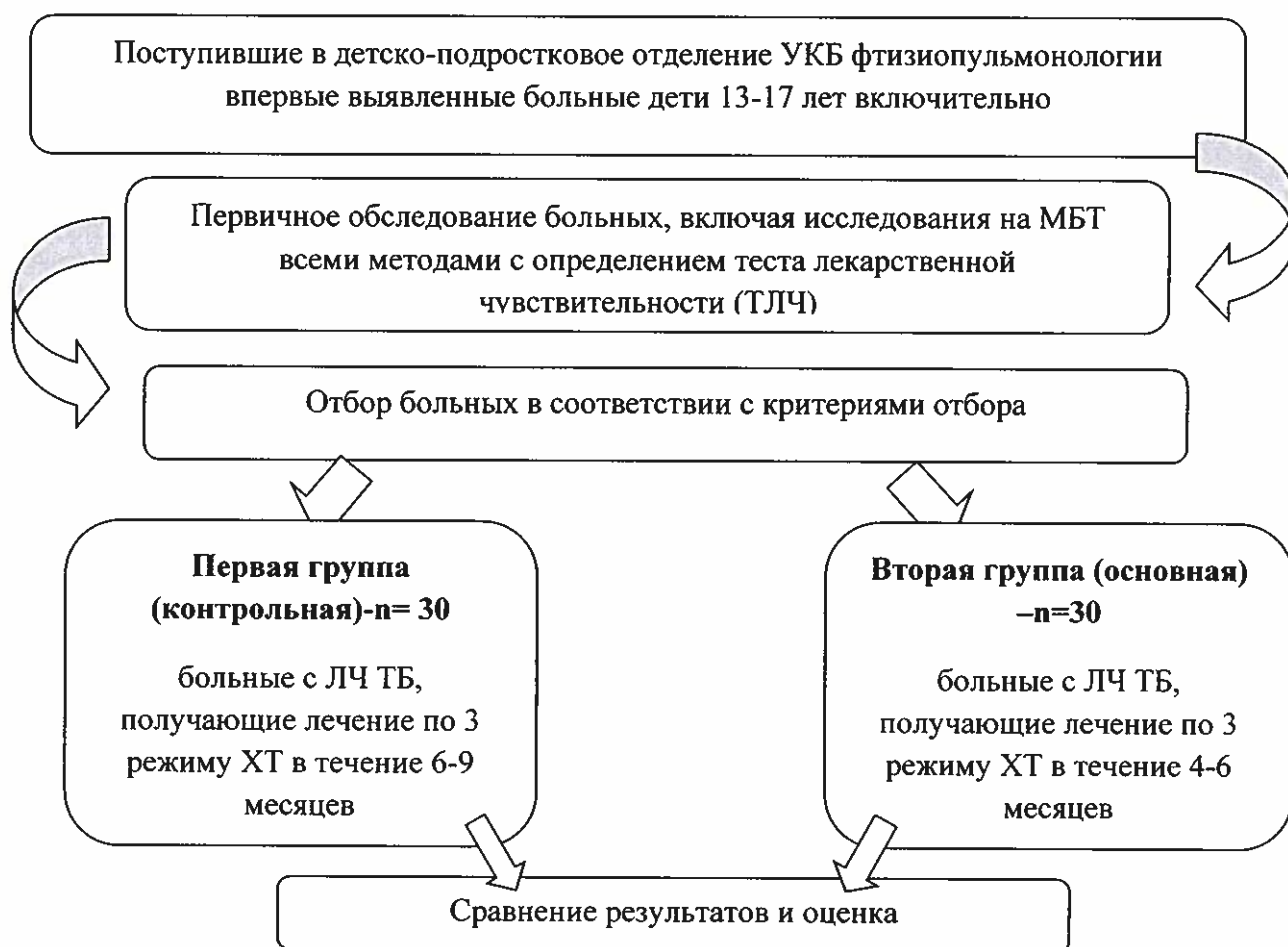 Поступившие в детско-подростковое отделение УКБ фтизиопульмонологии
впервые выявленные больные дети 13-17 лет включительно
Первичное обследование больных, включая исследования на МБТ
всеми методами с определением теста лекарственной
чувствительности (ТЛЧ)
Отбор больных в соответствии с критериями отбора
Первая группа
(контрольная)-n= 30
больные с ЛЧ ТБ,
получающие лечение по 3
режиму ХТ в течение 6-9
месяцев
Вторая группа (основная)
–n=30
больные с ЛЧ ТБ,
получающие лечение по 3
режиму ХТ в течение 4-6
месяцев
Сравнение результатов и оценка